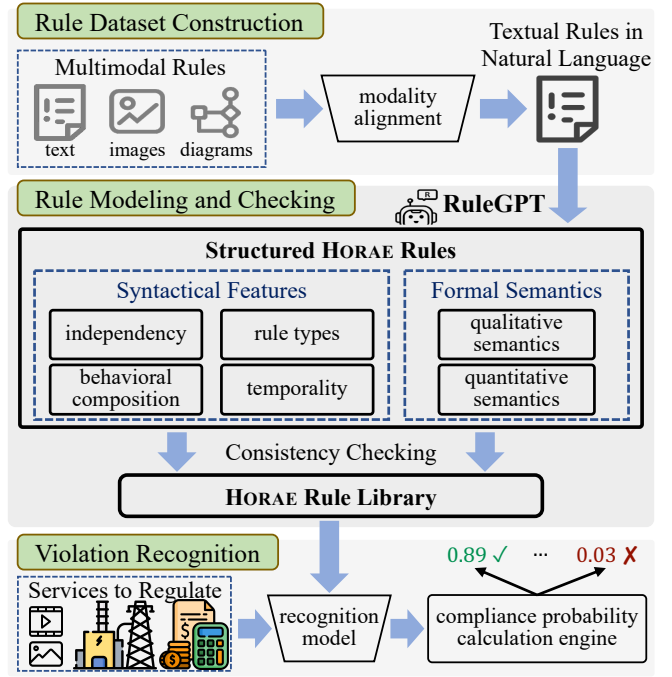 Rule Dataset Construction
Multimodal Rules
text
images
diagrams
modality
alignment
Textual Rules in
Natural Language
Rule Modeling and Checking
R
RuleGPT
Structured HORAE Rules
Syntactical Features
independency
rule types
behavioral
composition
temporality
Formal Semantics
qualitative
semantics
quantitative
semantics
Consistency Checking
HORAE Rule Library
Violation Recognition
Services to Regulate
$
$
recognition
model
0.89 ✓ ... 0.03 ✗
compliance probability
calculation engine